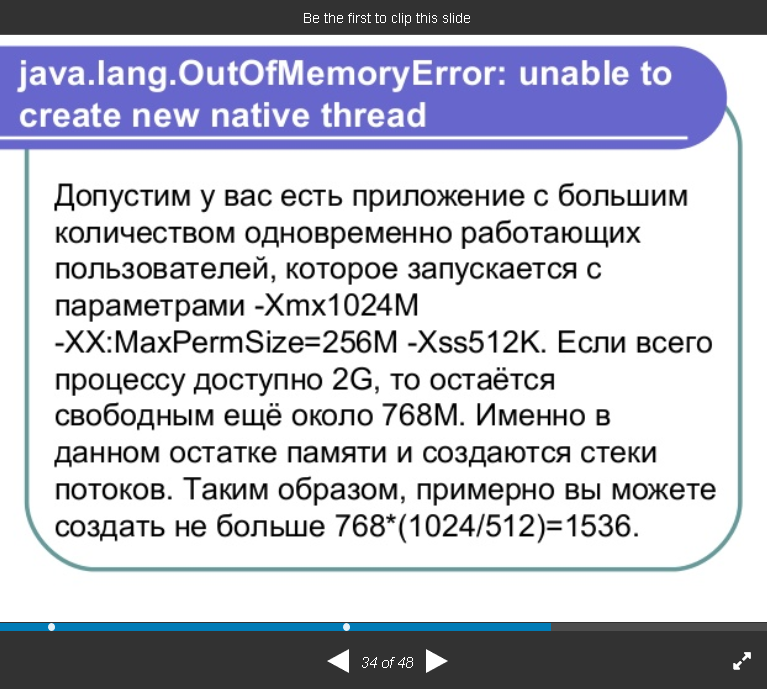 Be the first to clip this slide
java.lang.OutOfMemoryError: unable to
create new native thread
Допустим у вас есть приложение с большим
количеством одновременно работающих
пользователей, которое запускается с
параметрами -Xmx1024M
-XX:MaxPermSize=256M -Xss512K. Если всего
процессу доступно 2G, то остаётся
свободным ещё около 768M. Именно в
данном остатке памяти и создаются стеки
потоков. Таким образом, примерно вы можете
создать не больше 768*(1024/512)=1536.
34 of 48